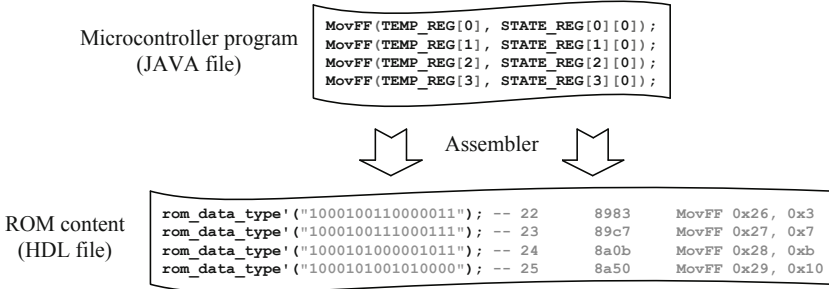 Microcontroller program
(JAVA file)
MovFF(TEMP_REG[0], STATE_REG[0][0]);
MovFF(TEMP_REG[1], STATE_REG[1][0]);
MovFF(TEMP_REG[2], STATE_REG[2][0]);
MovFF(TEMP_REG[3], STATE_REG[3][0]);
Assembler
ROM content
(HDL file)
rom_data_type'("1000100110000011"); -- 22 8983 MovFF 0x26, 0x3
rom_data_type'("1000100111000111"); -- 23 89c7 MovFF 0x27, 0x7
rom_data_type'("1000101000001011"); -- 24 8a0b MovFF 0x28, 0xb
rom_data_type'("1000101001010000"); -- 25 8a50 MovFF 0x29, 0x10